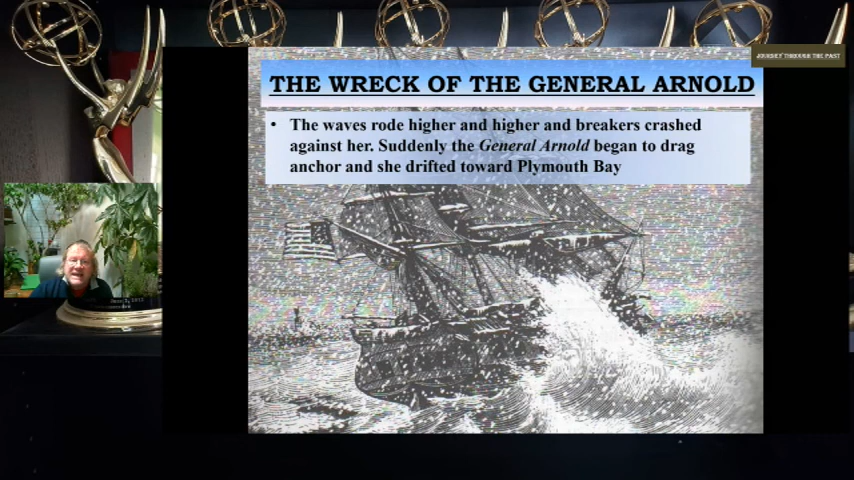 JOURNEY THROUGH THE PAST
THE WRECK OF THE GENERAL ARNOLD
• The waves rode higher and higher and breakers crashed
against her. Suddenly the General Arnold began to drag
anchor and she drifted toward Plymouth Bay